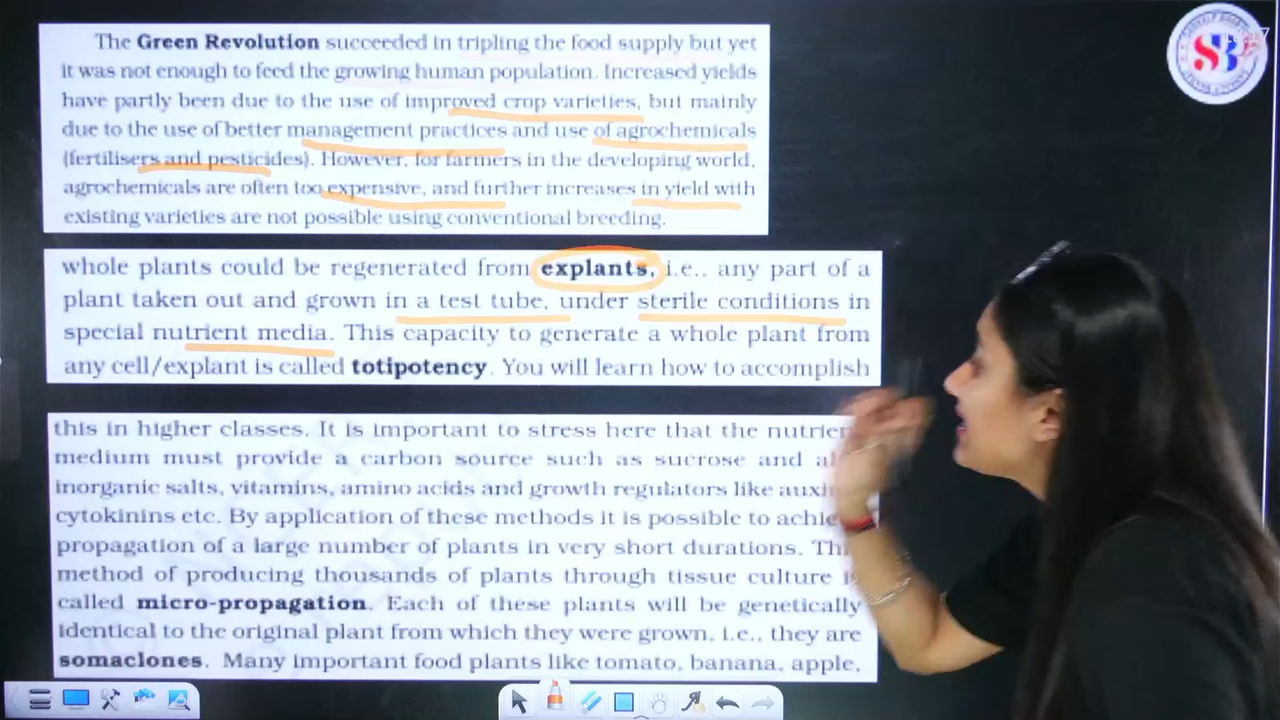 The Green Revolution succeeded in tripling the food supply but yet
it was not enough to feed the growing human population. Increased yields
have partly been due to the use of improved crop varieties, but mainly
due to the use of better management practices and use of agrochemicals
(fertilisers and pesticides). However, for farmers in the developing world,
agrochemicals are often too expensive, and further increases in yield with
existing varieties are not possible using conventional breeding.
whole plants could be regenerated from explants, i.e., any part of a
plant taken out and grown in a test tube, under sterile conditions in
special nutrient media. This capacity to generate a whole plant from
any cell/explant is called totipotency. You will learn how to accomplish
this in higher classes. It is important to stress here that the nutrien
medium must provide a carbon source such as sucrose and al
inorganic salts, vitamins, amino acids and growth regulators like auxi
cytokinins etc. By application of these methods it is possible to achie
propagation of a large number of plants in very short durations. Th
method of producing thousands of plants through tissue culture i
called micro-propagation. Each of these plants will be genetically
identical to the original plant from which they were grown, i.e., they are
somaclones. Many important food plants like tomato, banana, apple,
SB